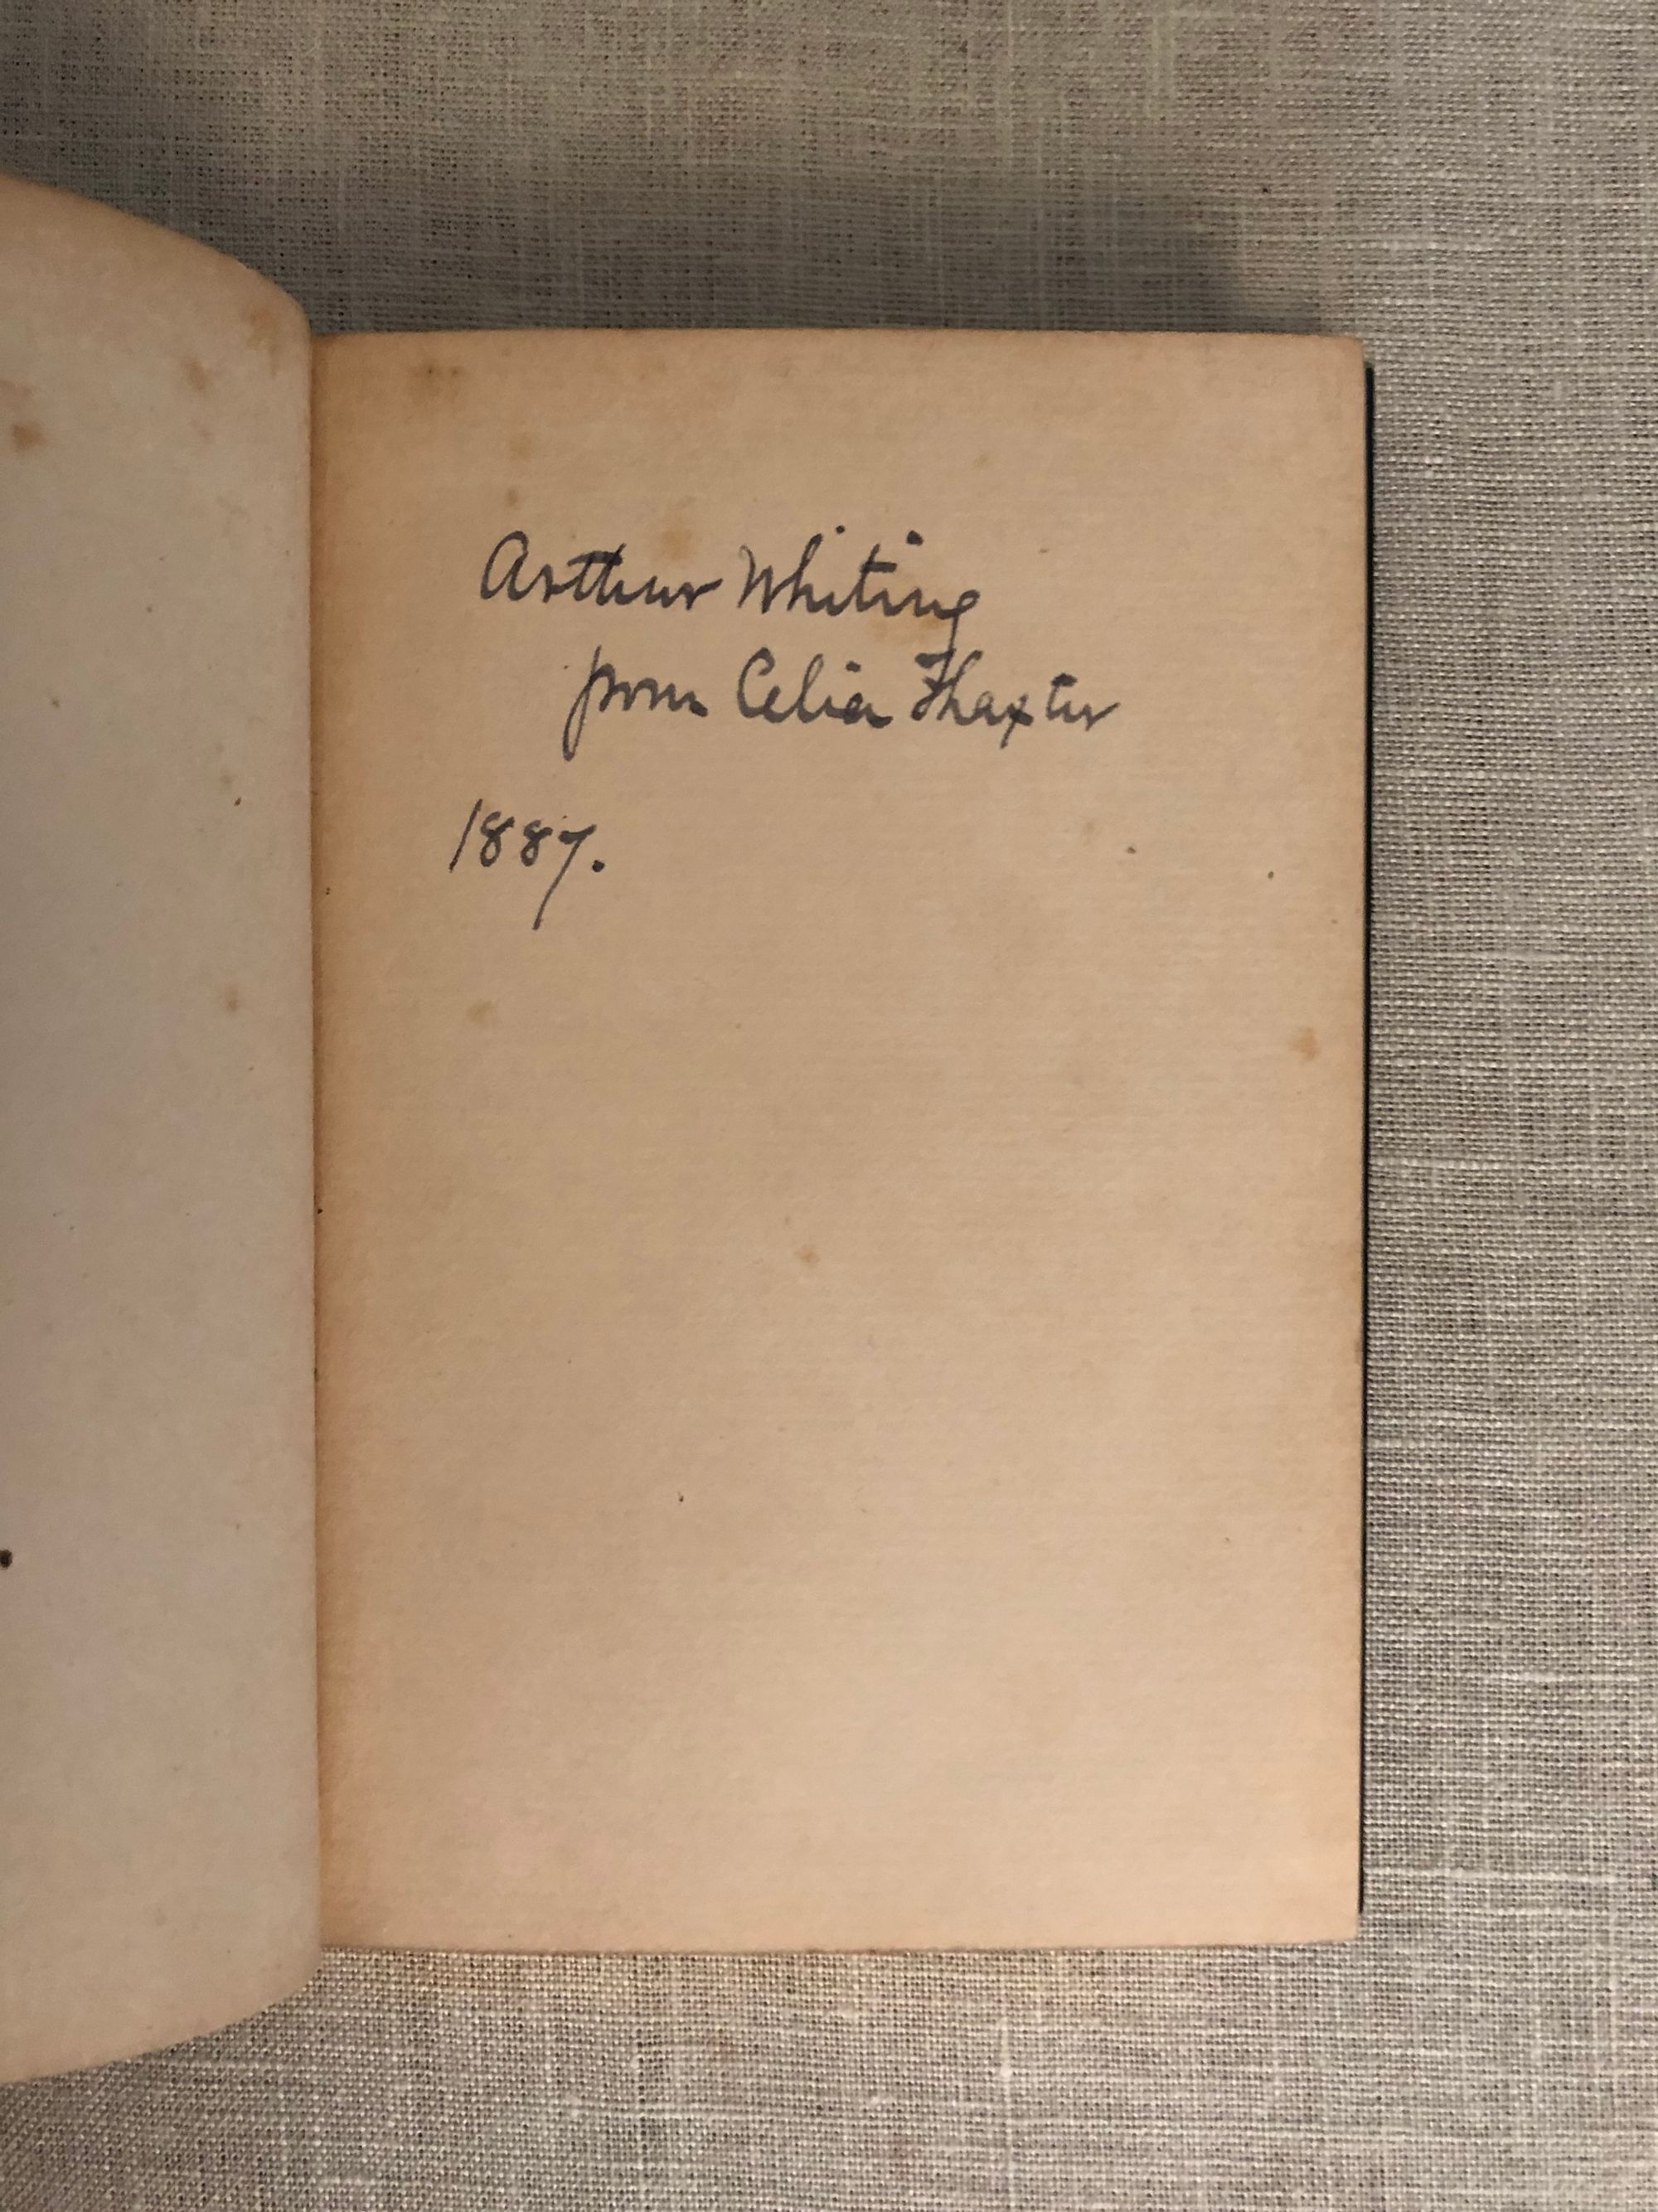 Arthur Whiting
from Celia Thaxter
1887.